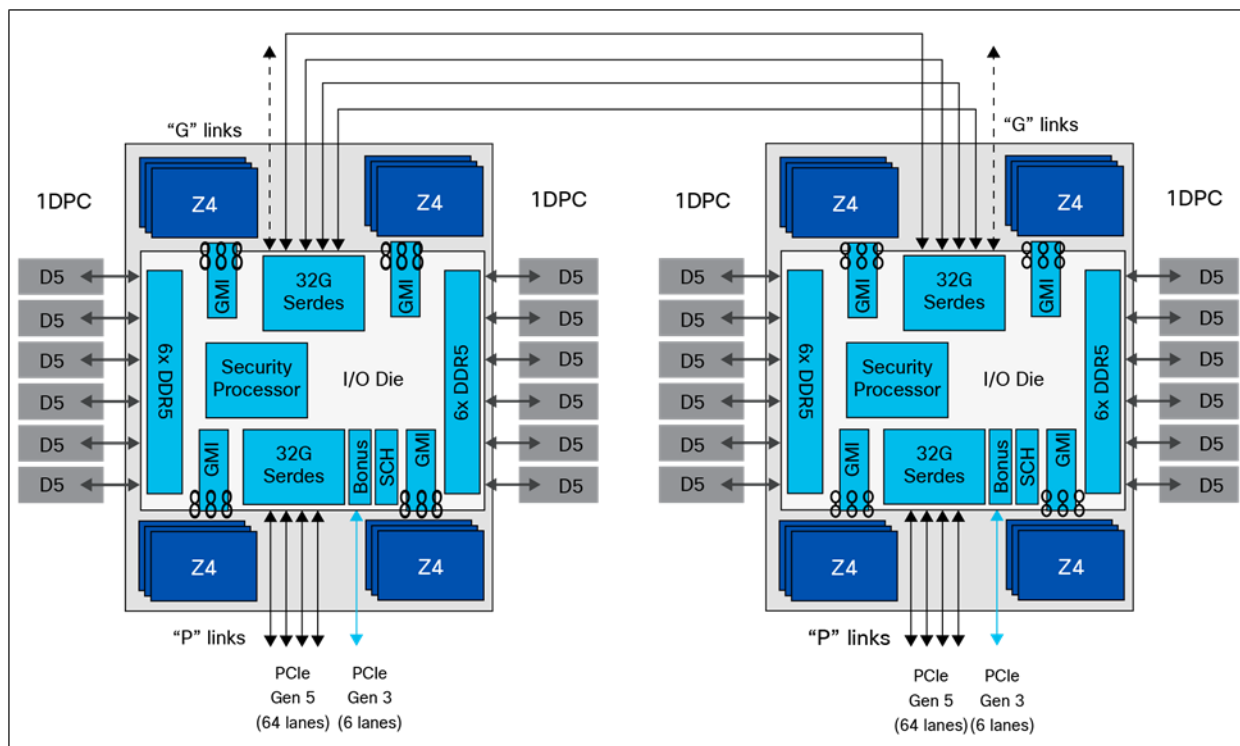 "G" links
"G" links
Z4
Z4
Z4
Z4
1DPC
1DPC
1DPC
1DPC
D5
D5
D5
D5
D5
D5
6x DDR5
GMI
32G
Serdes
GMI
Security
Processor
I/O Die
6x DDR5
GMI
32G
Serdes
Bonus
SCH
GMI
D5
D5
D5
D5
D5
D5
D5
D5
D5
D5
D5
D5
6x DDR5
GMI
32G
Serdes
GMI
Security
Processor
I/O Die
6x DDR5
GMI
32G
Serdes
Bonus
SCH
GMI
D5
D5
D5
D5
D5
D5
Z4
Z4
Z4
Z4
"P" links
PCIe
Gen 5
(64 lanes)
PCIe
Gen 3
(6 lanes)
"P" links
PCIe
Gen 5
(64 lanes)
PCIe
Gen 3
(6 lanes)